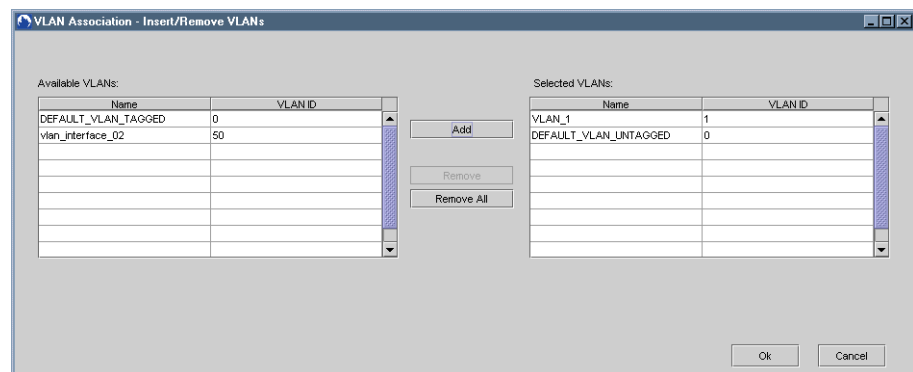 VLAN Association - Insert/Remove VLANs
Available VLANs:
Name VLAN ID
DEFAULT_VLAN_TAGGED 0
vlan_interface_02 50
Add
Remove
Remove All
Selected VLANs:
Name VLAN ID
VLAN_1 1
DEFAULT_VLAN_UNTAGGED 0
Ok Cancel